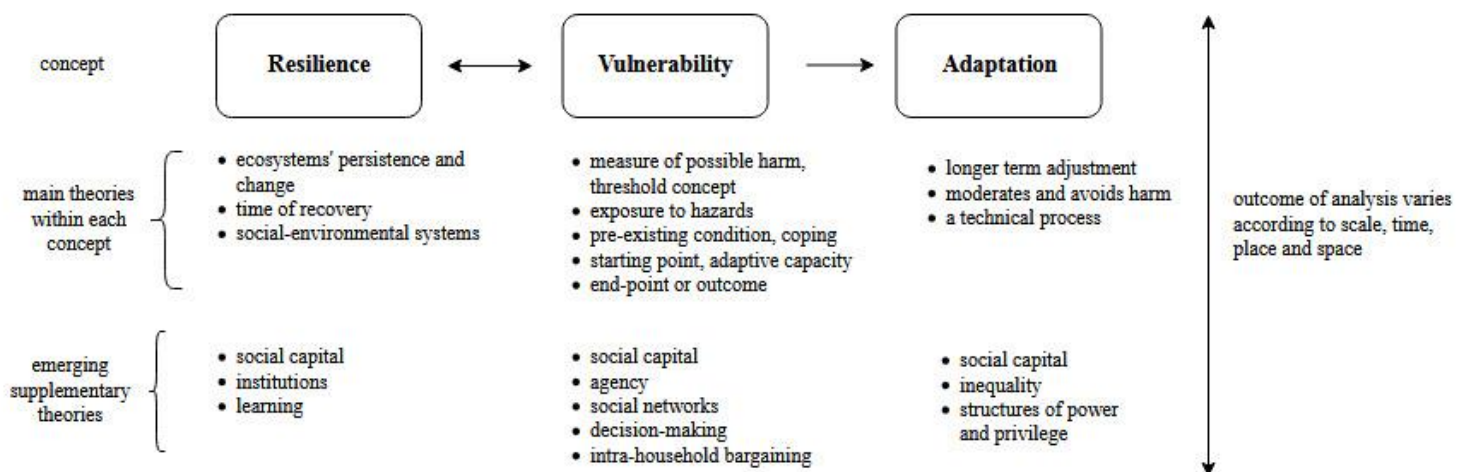 concept
Resilience
Vulnerability
Adaptation
main theories
within each
concept
• ecosystems' persistence and
change
• time of recovery
• social-environmental systems
• measure of possible harm,
threshold concept
• exposure to hazards
• pre-existing condition, coping
• starting point, adaptive capacity
• end-point or outcome
• longer term adjustment
• moderates and avoids harm
• a technical process
outcome of analysis varies
according to scale, time,
place and space
emerging
supplementary
theories
• social capital
• institutions
• learning
• social capital
• agency
• social networks
• decision-making
• intra-household bargaining
• social capital
• inequality
• structures of power
and privilege